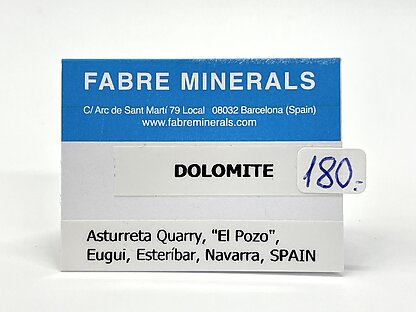 FABRE MINERALS
C/ Arc de Sant Martí 79 Local 08032 Barcelona (Spain)
www.fabreminerals.com
DOLOMITE
180.-
Asturreta Quarry, "El Pozo",
Eugui, Esteríbar, Navarra, SPAIN